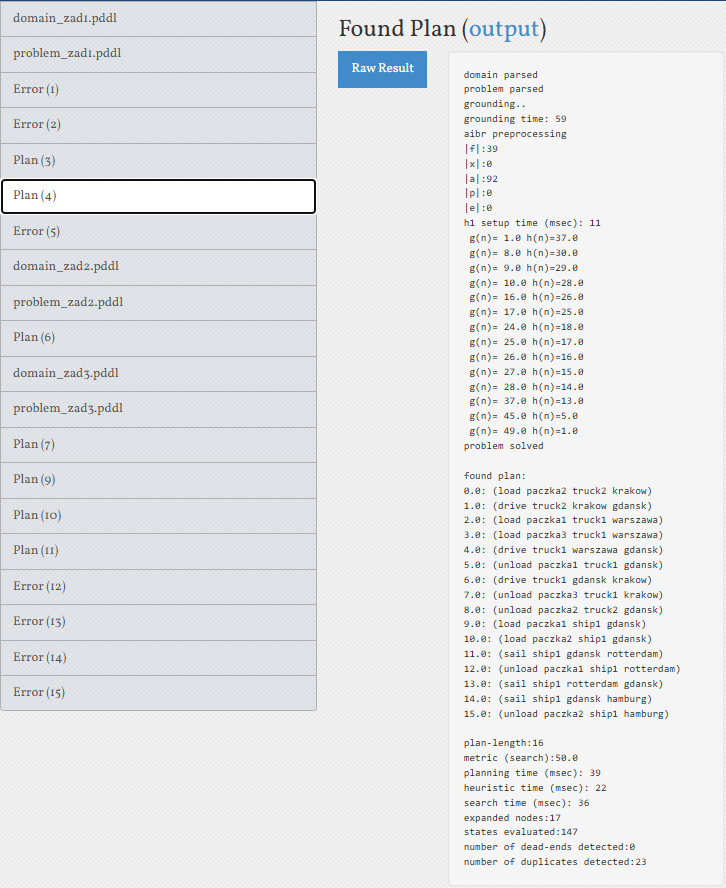 domain_zad1.pddl
problem_zad1.pddl
Error (1)
Error (2)
Plan (3)
Plan (4)
Error (5)
domain_zad2.pddl
problem_zad2.pddl
Plan (6)
domain_zad3.pddl
problem_zad3.pddl
Plan (7)
Plan (9)
Plan (10)
Plan (11)
Error (12)
Error (13)
Error (14)
Error (15)
Found Plan (output)
Raw Result
domain parsed
problem parsed
grounding..
grounding time: 59
aibr preprocessing
|f|:39
|x|:0
|a|:92
|p|:0
|e|:0
h1 setup time (msec): 11
g(n)= 1.0 h(n)=37.0
g(n)= 8.0 h(n)=30.0
g(n)= 9.0 h(n)=29.0
g(n)= 10.0 h(n)=28.0
g(n)= 16.0 h(n)=26.0
g(n)= 17.0 h(n)=25.0
g(n)= 24.0 h(n)=18.0
g(n)= 25.0 h(n)=17.0
g(n)= 26.0 h(n)=16.0
g(n)= 27.0 h(n)=15.0
g(n)= 28.0 h(n)=14.0
g(n)= 37.0 h(n)=13.0
g(n)= 45.0 h(n)=5.0
g(n)= 49.0 h(n)=1.0
problem solved
found plan:
0.0: (load paczka2 truck2 krakow)
1.0: (drive truck2 krakow gdansk)
2.0: (load paczka1 truck1 warszawa)
3.0: (load paczka3 truck1 warszawa)
4.0: (drive truck1 warszawa gdansk)
5.0: (unload paczka1 truck1 gdansk)
6.0: (drive truck1 gdansk krakow)
7.0: (unload paczka3 truck1 krakow)
8.0: (unload paczka2 truck2 gdansk)
9.0: (load paczka1 ship1 gdansk)
10.0: (load paczka2 ship1 gdansk)
11.0: (sail ship1 gdansk rotterdam)
12.0: (unload paczka1 ship1 rotterdam)
13.0: (sail ship1 rotterdam gdansk)
14.0: (sail ship1 gdansk hamburg)
15.0: (unload paczka2 ship1 hamburg)
plan-length:16
metric (search):50.0
planning time (msec): 39
heuristic time (msec): 22
search time (msec): 36
expanded nodes:17
states evaluated:147
number of dead-ends detected:0
number of duplicates detected:23